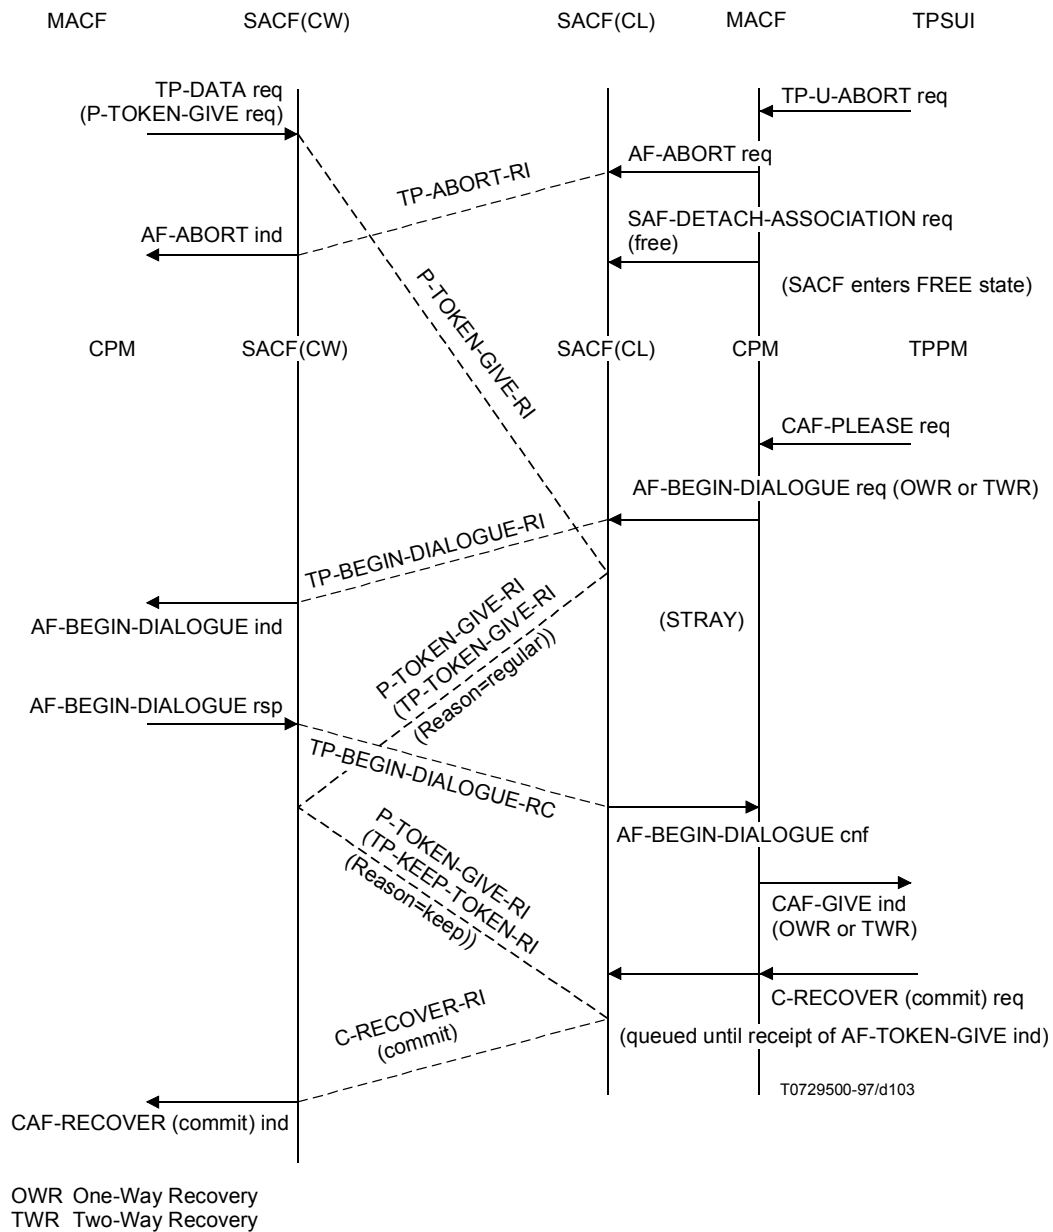 MACF SACF(CW) SACF(CL) MACF TPSUI
TP-DATA req
(P-TOKEN-GIVE req)
TP-U-ABORT req
AF-ABORT req
TP-ABORT-RI
SAF-DETACH-ASSOCIATION req
(free)
AF-ABORT ind
(SACF enters FREE state)
P-TOKEN-GIVE-RI
CPM SACF(CW) SACF(CL) CPM TPPM
CAF-PLEASE req
AF-BEGIN-DIALOGUE req (OWR or TWR)
TP-BEGIN-DIALOGUE-RI
AF-BEGIN-DIALOGUE ind
(STRAY)
P-TOKEN-GIVE-RI
(TP-TOKEN-GIVE-RI
(Reason=regular))
AF-BEGIN-DIALOGUE rsp
TP-BEGIN-DIALOGUE-RC
AF-BEGIN-DIALOGUE cnf
P-TOKEN-GIVE-RI
(TP-KEEP-TOKEN-RI
(Reason=keep))
CAF-GIVE ind
(OWR or TWR)
C-RECOVER (commit) req
C-RECOVER-RI
(commit)
(queued until receipt of AF-TOKEN-GIVE ind)
T0729500-97/d103
CAF-RECOVER (commit) ind
OWR One-Way Recovery
TWR Two-Way Recovery